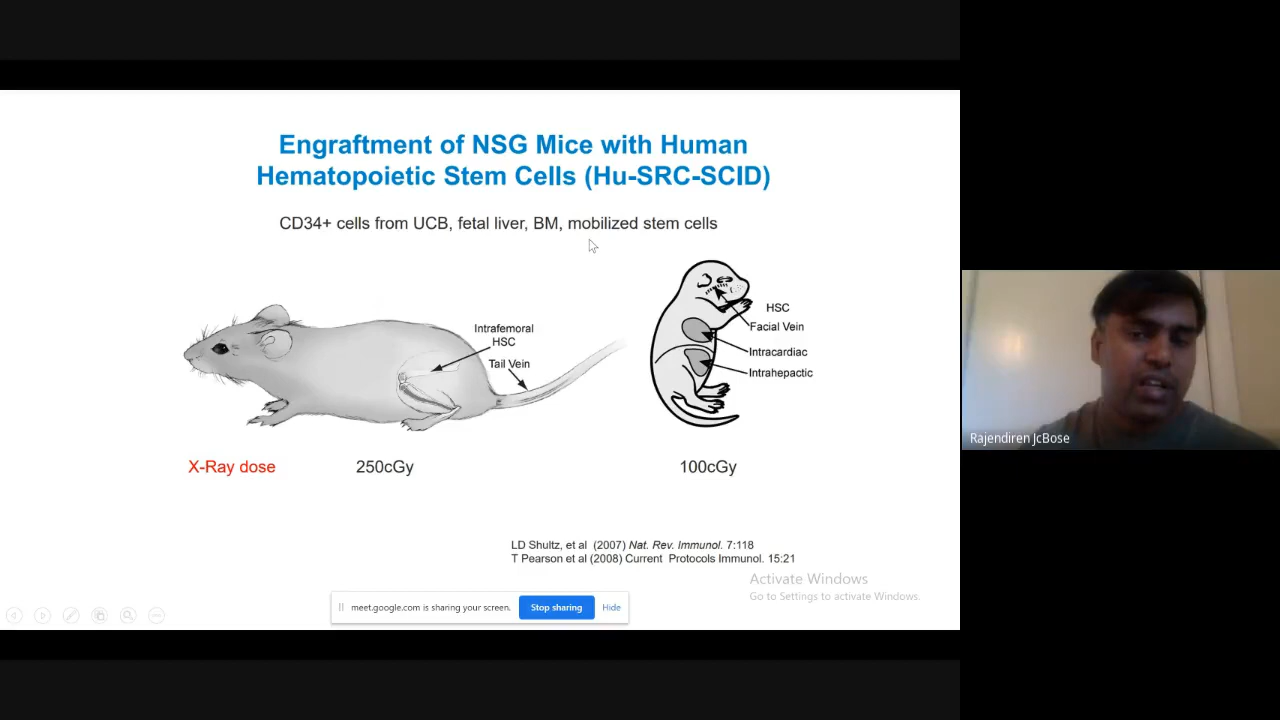 Engraftment of NSG Mice with Human
Hematopoietic Stem Cells (Hu-SRC-SCID)
CD34+ cells from UCB, fetal liver, BM, mobilized stem cells
Intrafemoral
HSC
Tail Vein
HSC
Facial Vein
Intracardiac
Intrahepactic
X-Ray dose
250cGy
100cGy
LD Shultz, et al (2007) Nat. Rev. Immunol. 7:118
T Pearson et al (2008) Current Protocols Immunol. 15:21
Activate Windows
Go to Settings to activate Windows.
meet.google.com is sharing your screen.
Stop sharing
Hide
Rajendiren JcBose